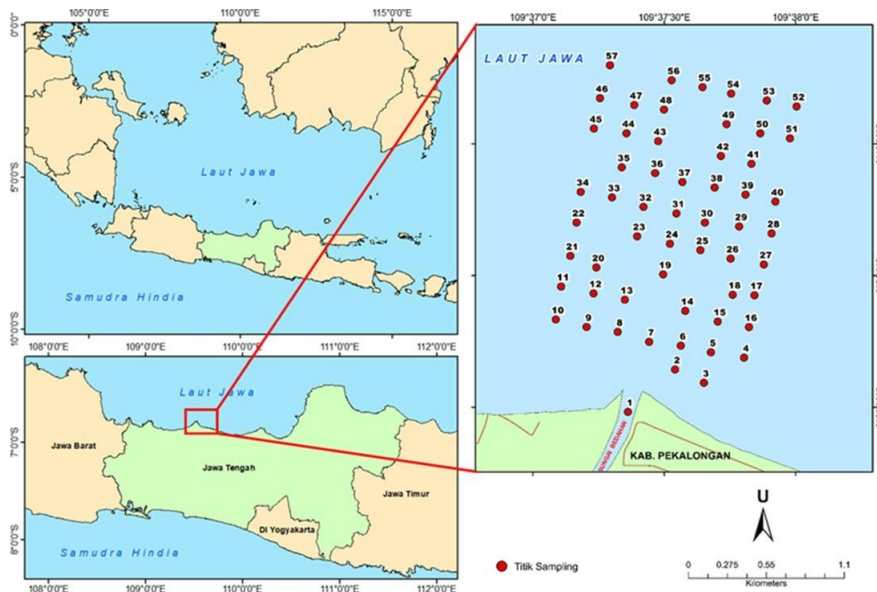 105°0'0"E 110°0'0"E 115°0'0"E
0°0'0"
5°0'0"S
10°0'0"S
Laut Jawa
Samudra Hindia
108°0'0"E 109°0'0"E 110°0'0"E 111°0'0"E 112°0'0"E
7°0'0"S
8°0'0"S
Laut Jawa
Jawa Barat
Jawa Tengah
Jawa Timur
DI Yogyakarta
Samudra Hindia
109°37'0"E 109°37'30"E 109°38'0"E
LAUT JAWA
57
56
55
54
53
52
46
47
48
49
50
51
45
44
43
42
41
35
36
37
38
39
40
34
33
32
31
30
29
28
22
23
24
25
26
27
21
20
19
18
17
11
12
13
14
15
16
10
9
8
7
6
5
4
2
3
1
SUNGAI BEDAHAN
KAB. PEKALONGAN
U
Titik Sampling
0 0.275 0.55 1.1
Kilometers